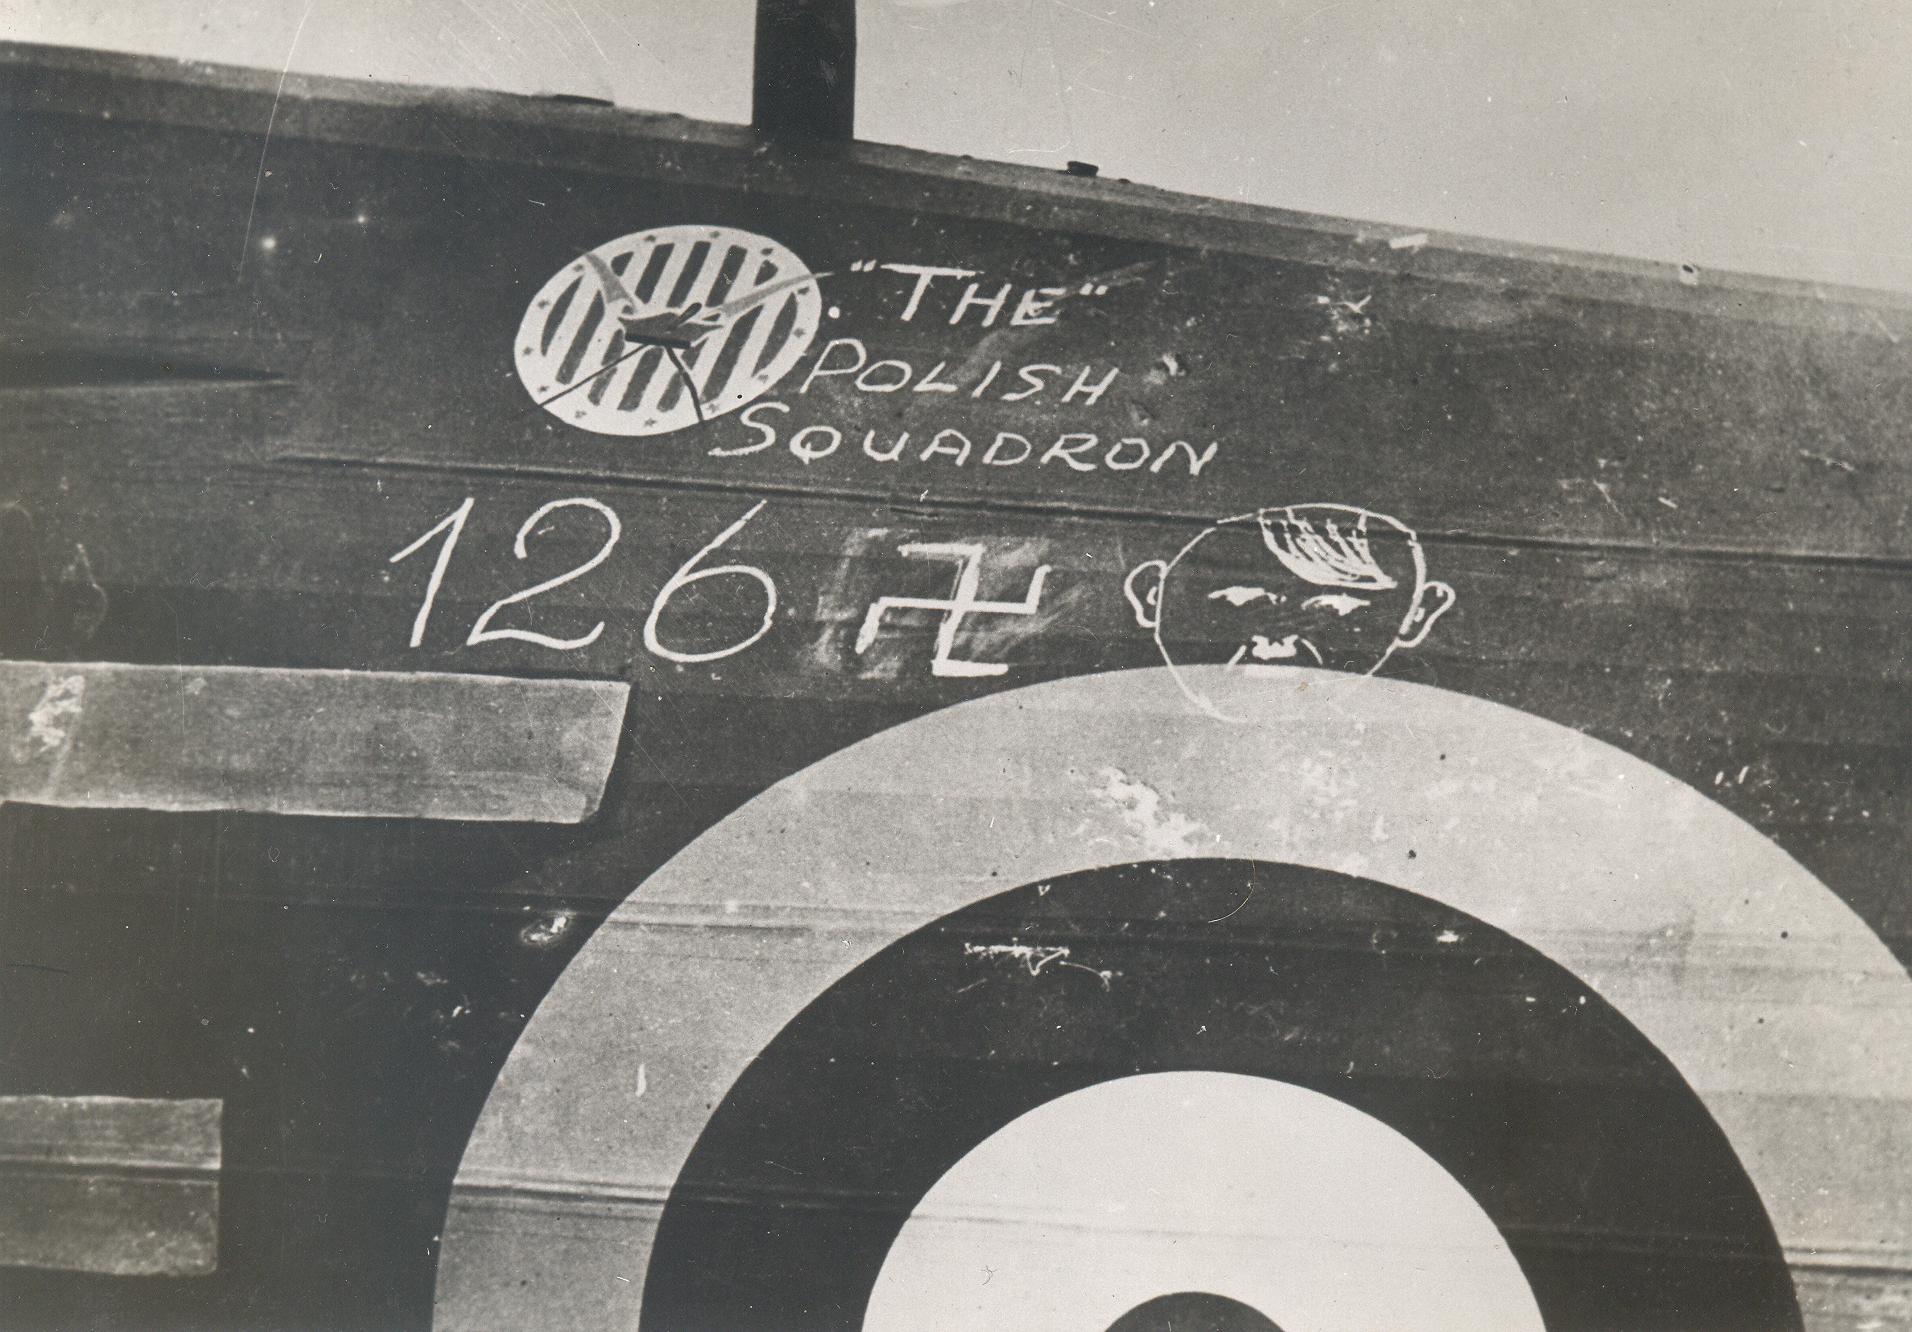 "THE"
POLISH
SQUADRON
126